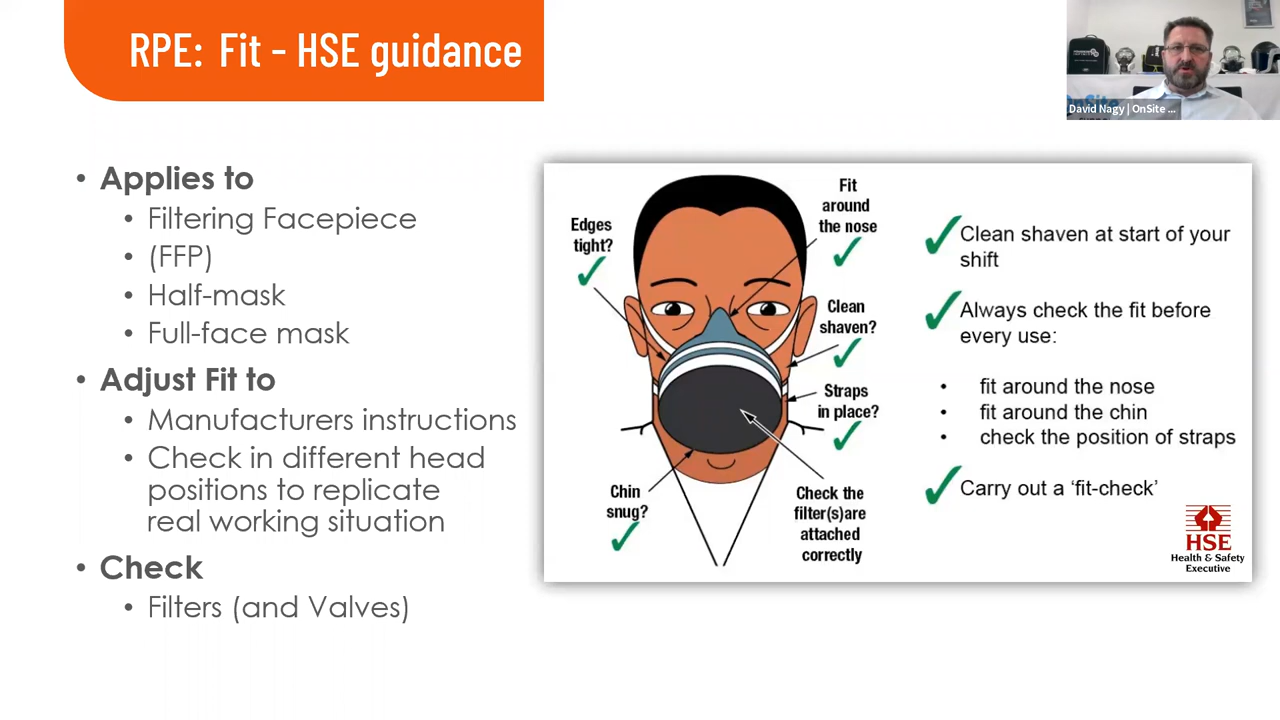 RPE: Fit - HSE guidance
David Nagy | OnSite ...
• Applies to
• Filtering Facepiece
• (FFP)
• Half-mask
• Full-face mask
• Adjust Fit to
• Manufacturers instructions
• Check in different head
positions to replicate
real working situation
• Check
• Filters (and Valves)
Edges
tight?
Fit
around
the nose
Clean
shaven?
Straps
in place?
Chin
snug?
Check the
filter(s)are
attached
correctly
Clean shaven at start of your
shift
Always check the fit before
every use:
• fit around the nose
• fit around the chin
• check the position of straps
Carry out a ‘fit-check’
HSE
Health & Safety
Executive